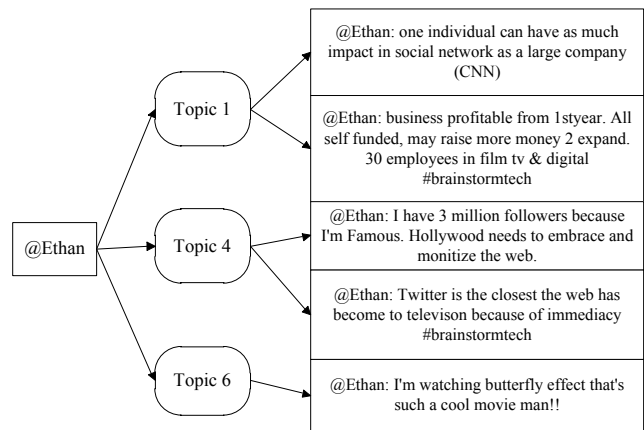 @Ethan: one individual can have as much
impact in social network as a large company
(CNN)
Topic 1
@Ethan: business profitable from 1styear. All
self funded, may raise more money 2 expand.
30 employees in film tv & digital
#brainstormtech
@Ethan
Topic 4
@Ethan: I have 3 million followers because
I'm Famous. Hollywood needs to embrace and
monitize the web.
@Ethan: Twitter is the closest the web has
become to televison because of immediacy
#brainstormtech
Topic 6
@Ethan: I'm watching butterfly effect that's
such a cool movie man!!